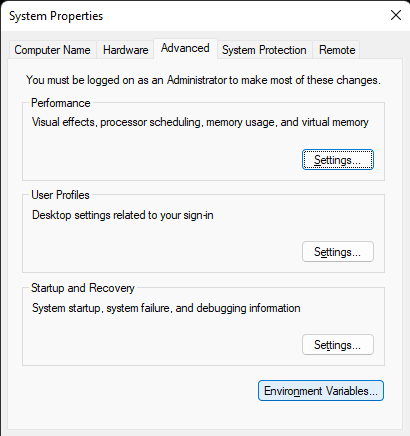 System Properties
Computer Name Hardware Advanced System Protection Remote
You must be logged on as an Administrator to make most of these changes.
Performance
Visual effects, processor scheduling, memory usage, and virtual memory
Settings...
User Profiles
Desktop settings related to your sign-in
Settings...
Startup and Recovery
System startup, system failure, and debugging information
Settings...
Environment Variables...